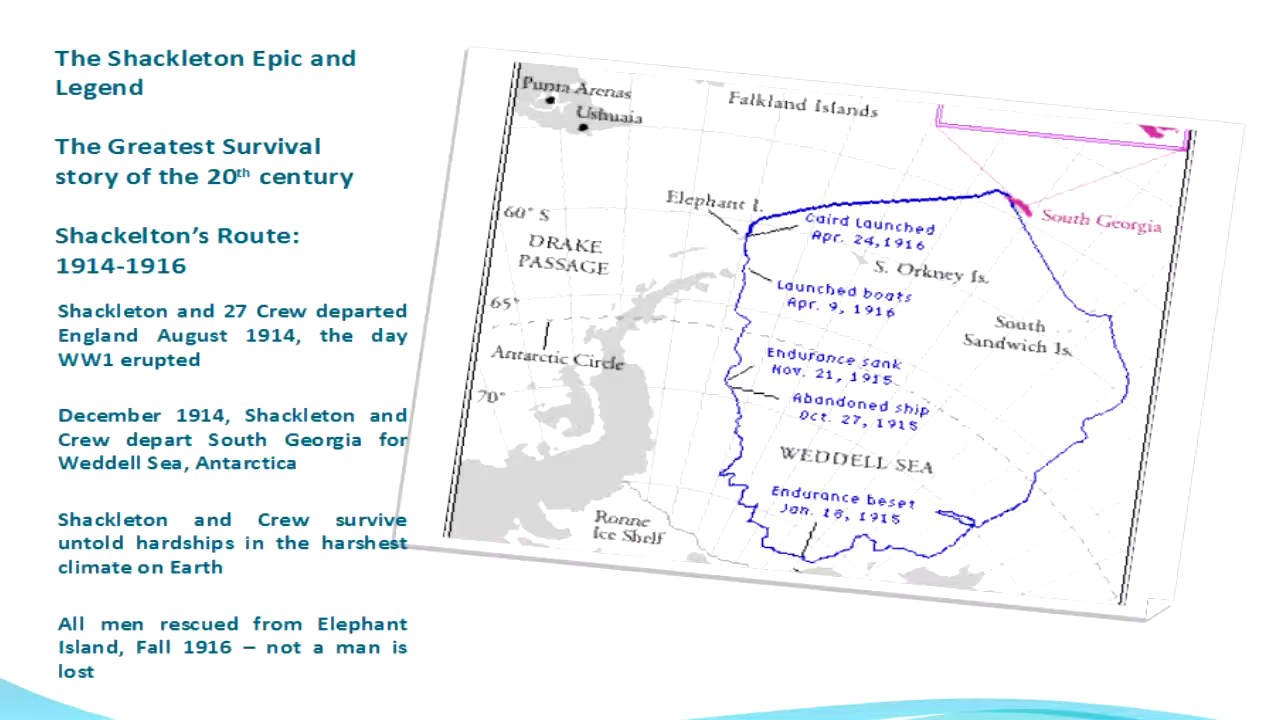 The Shackleton Epic and
Legend
The Greatest Survival
story of the 20th century
Shackelton's Route:
1914-1916
Shackleton and 27 Crew departed
England August 1914, the day
WW1 erupted
December 1914, Shackleton and
Crew depart South Georgia for
Weddell Sea, Antarctica
Shackleton and Crew survive
untold hardships in the harshest
climate on Earth
All men rescued from Elephant
Island, Fall 1916 – not a man is
lost
Punta Arenas
Ushuaia
Falkland Islands
Elephant I.
60° S
DRAKE
PASSAGE
Caird Launched
Apr. 24,1916
South Georgia
S. Orkney Is.
Launched boats
Apr. 9, 1916
65°
South
Sandwich Is.
Antarctic Circle
Endurance sank
Nov. 21, 1915
70°
Abandoned ship
Oct. 27, 1915
WEDDELL SEA
Endurance beset
Jan. 18, 1915
Ronne
Ice Shelf